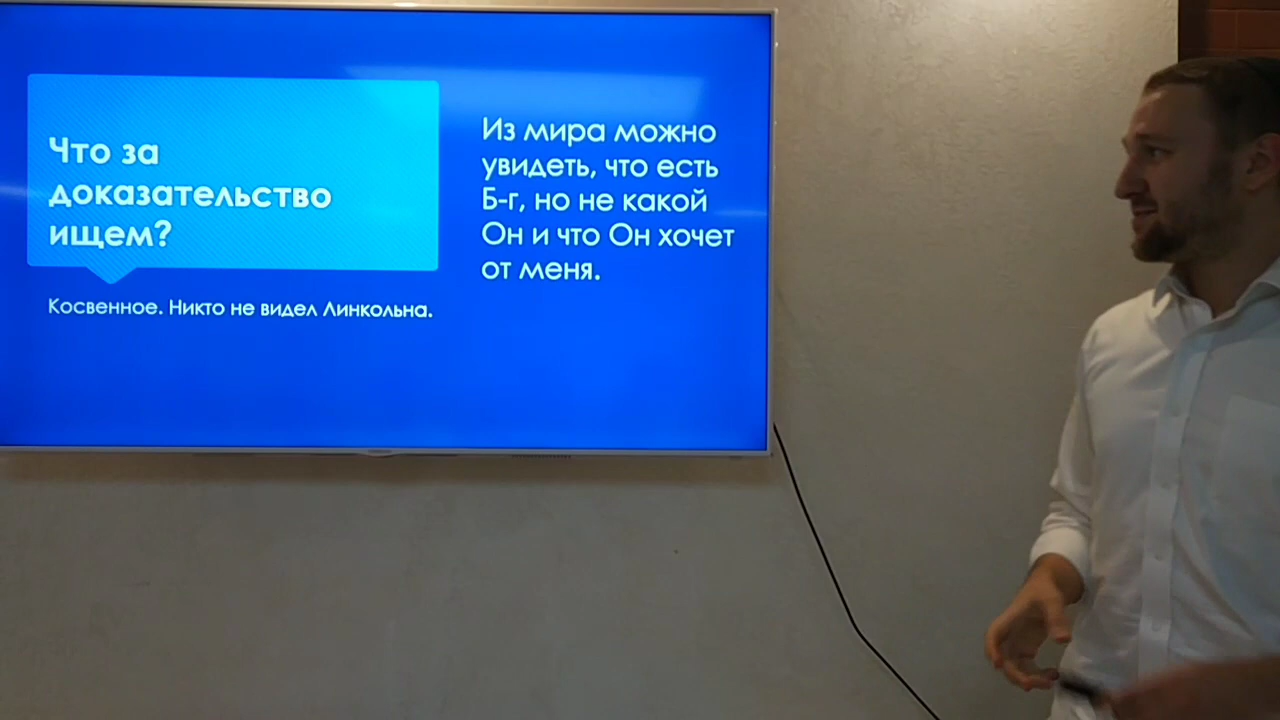 Что за
доказательство
ищем?
Косвенное. Никто не видел Линкольна.
Из мира можно
увидеть, что есть
Б-г, но не какой
Он и что Он хочет
от меня.